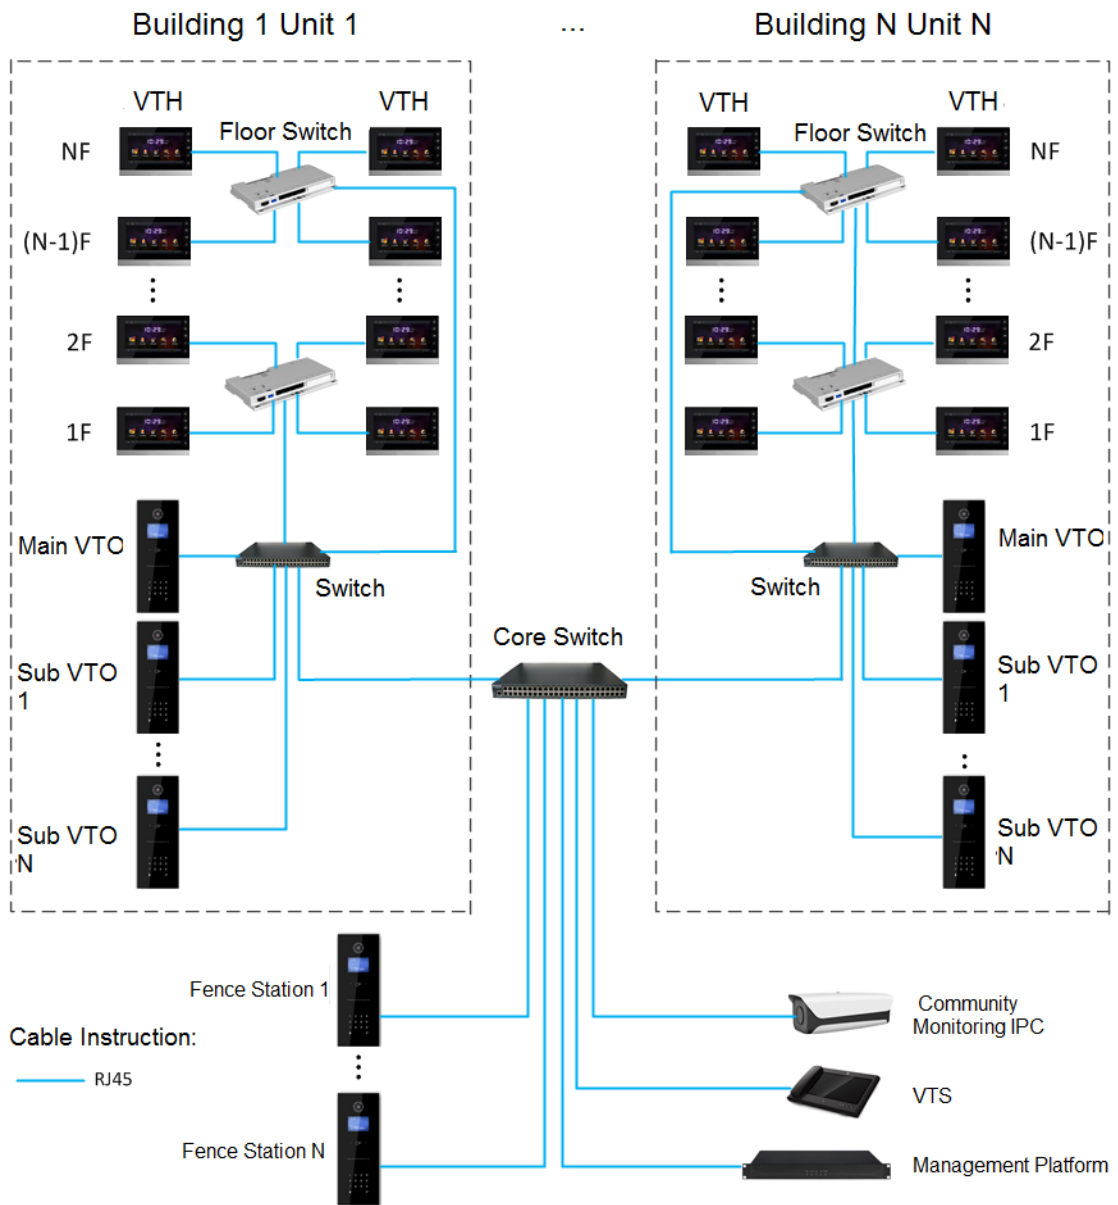 Building 1 Unit 1
...
Building N Unit N
VTH
VTH
Floor Switch
NF
(N-1)F
2F
1F
Main VTO
Switch
Sub VTO
1
Sub VTO
N
VTH
VTH
Floor Switch
NF
(N-1)F
2F
1F
Main VTO
Switch
Sub VTO
1
Sub VTO
N
Core Switch
Fence Station 1
Cable Instruction:
RJ45
Fence Station N
Community
Monitoring IPC
VTS
Management Platform